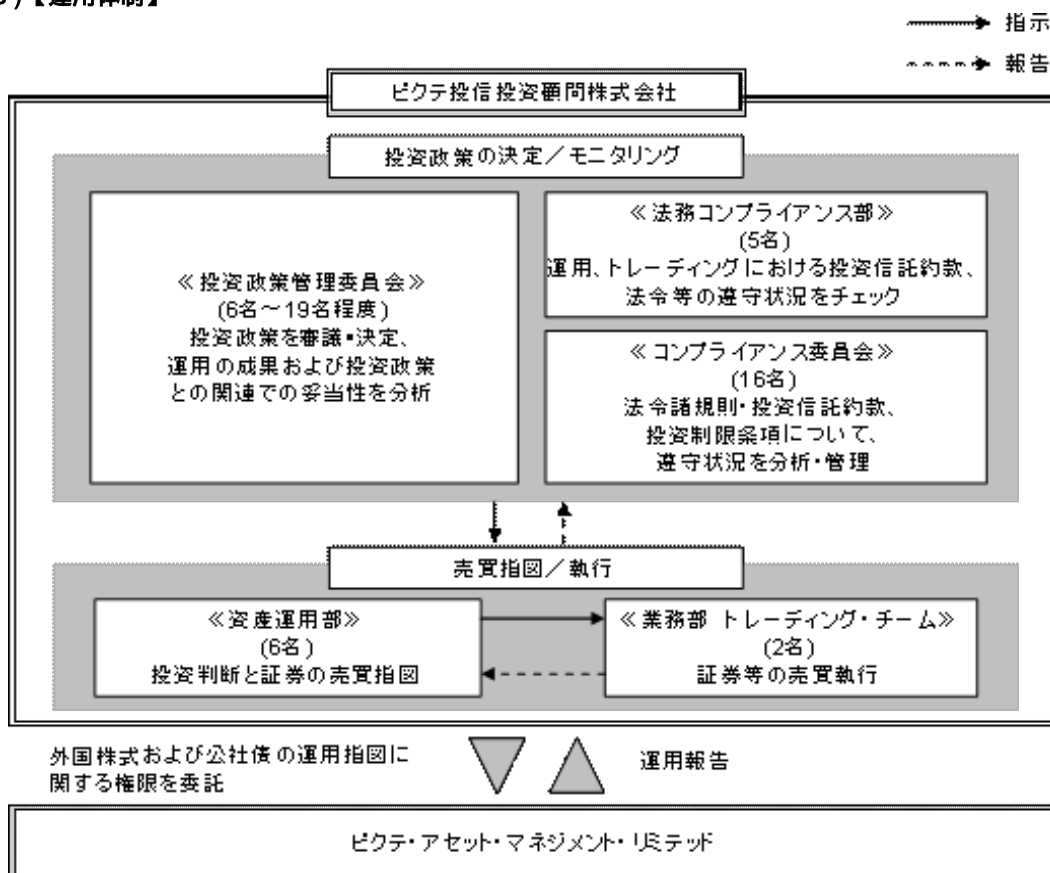 )【運用体制】
指示
報告
ピクテ投信投資顧問株式会社
投資政策の決定／モニタリング
≪投資政策管理委員会≫
(6名～19名程度)
投資政策を審議・決定、
運用の成果および投資政策
との関連での妥当性を分析
≪法務コンプライアンス部≫
(5名)
運用、トレーディングにおける投資信託約款、
法令等の遵守状況をチェック
≪コンプライアンス委員会≫
(16名)
法令諸規則・投資信託約款、
投資制限条項について、
遵守状況を分析・管理
売買指図／執行
≪資産運用部≫
(6名)
投資判断と証券の売買指図
≪業務部 トレーディング・チーム≫
(2名)
証券等の売買執行
外国株式および公社債の運用指図に
関する権限を委託
運用報告
ピクテ・アセット・マネジメント・リミテッド